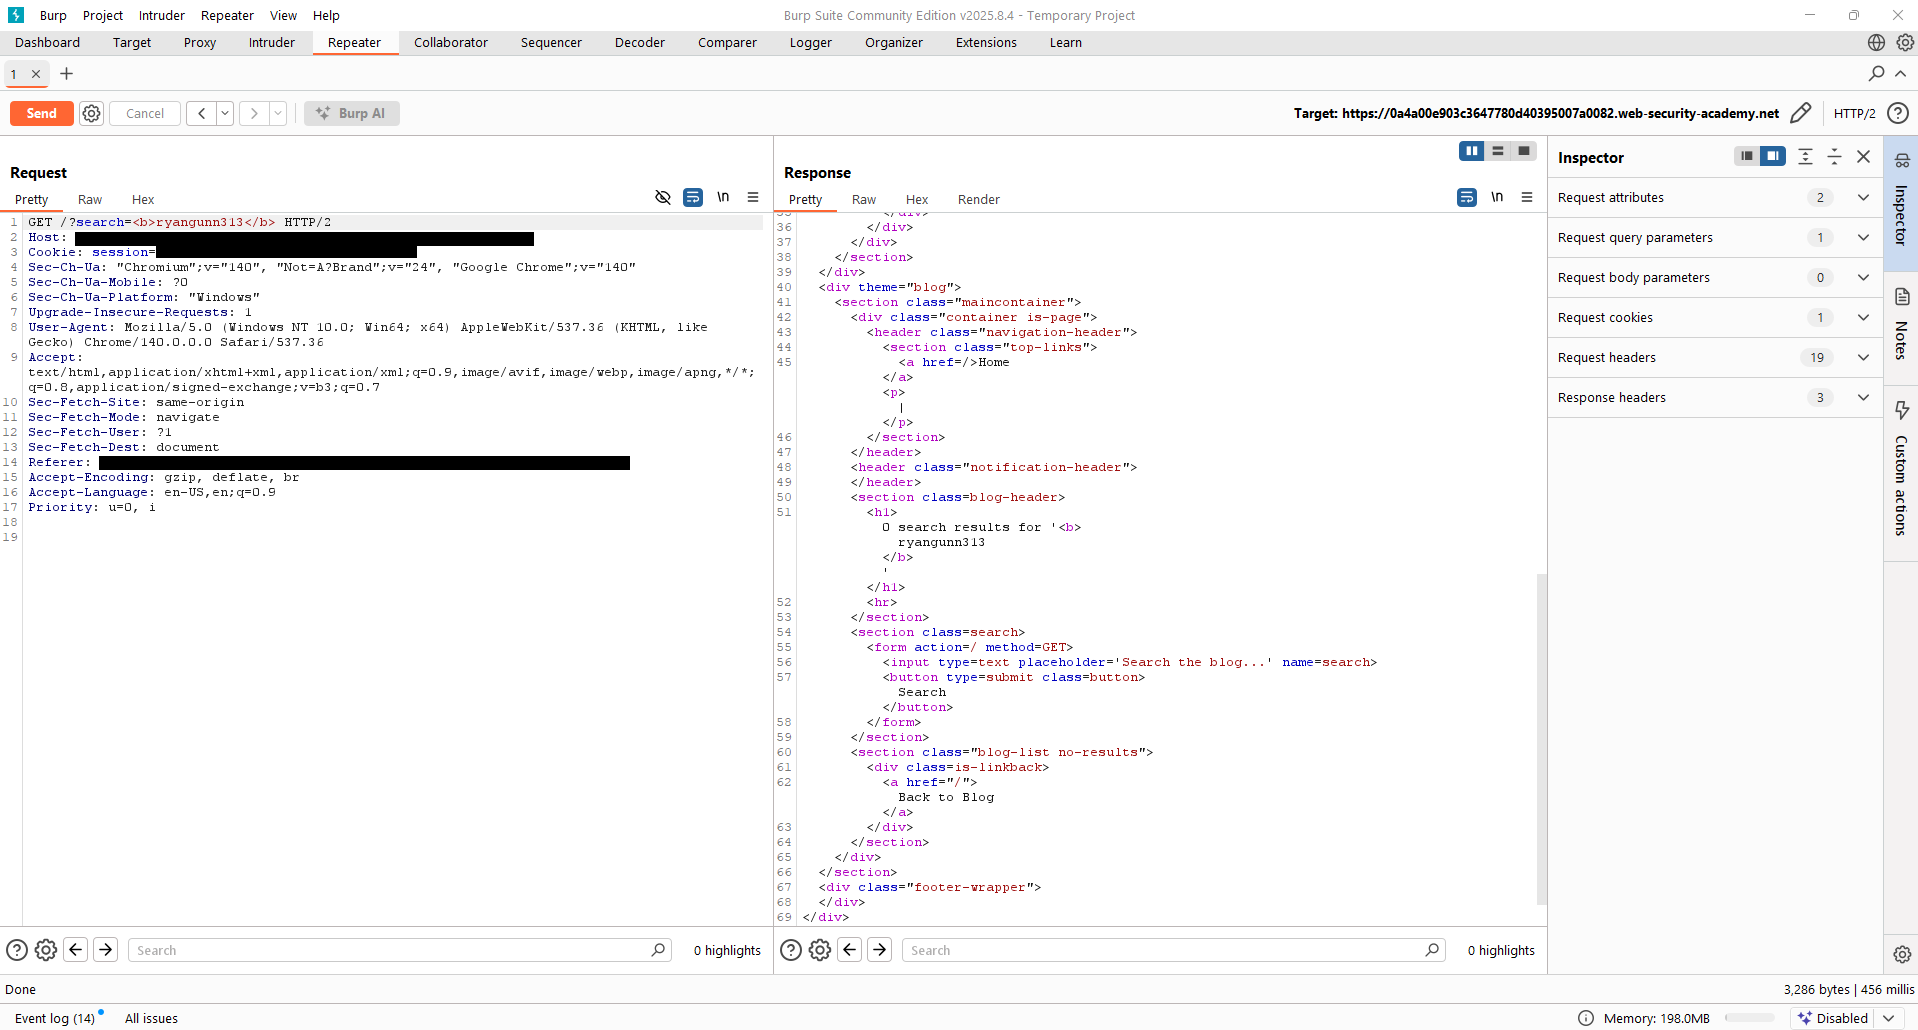 Burp Project Intruder Repeater View Help Burp Suite Community Edition v2025.8.4 - Temporary Project
Dashboard Target Proxy Intruder Repeater Collaborator Sequencer Decoder Comparer Logger Organizer Extensions Learn
1
Send Cancel Burp AI Target: https://0a4a00e903c3647780d40395007a0082.web-security-academy.net HTTP/2
Request
Pretty Raw Hex \n
1 GET /?search=<b>ryangunn313</b> HTTP/2
2 Host:
3 Cookie: session=
4 Sec-Ch-Ua: "Chromium";v="140", "Not=A?Brand";v="24", "Google Chrome";v="140"
5 Sec-Ch-Ua-Mobile: ?0
6 Sec-Ch-Ua-Platform: "Windows"
7 Upgrade-Insecure-Requests: 1
8 User-Agent: Mozilla/5.0 (Windows NT 10.0; Win64; x64) AppleWebKit/537.36 (KHTML, like
Gecko) Chrome/140.0.0.0 Safari/537.36
9 Accept:
text/html,application/xhtml+xml,application/xml;q=0.9,image/avif,image/webp,image/apng,*/*;
q=0.8,application/signed-exchange;v=b3;q=0.7
10 Sec-Fetch-Site: same-origin
11 Sec-Fetch-Mode: navigate
12 Sec-Fetch-User: ?1
13 Sec-Fetch-Dest: document
14 Referer:
15 Accept-Encoding: gzip, deflate, br
16 Accept-Language: en-US,en;q=0.9
17 Priority: u=0, i
18
19
Search 0 highlights
Response
Pretty Raw Hex Render \n
35 </div>
36 </div>
37 </div>
38 </section>
39 </div>
40 <div theme="blog">
41 <section class="maincontainer">
42 <div class="container is-page">
43 <header class="navigation-header">
44 <section class="top-links">
45 <a href=/>Home
</a>
<p>
|
</p>
46 </section>
47 </header>
48 <header class="notification-header">
49 </header>
50 <section class=blog-header>
51 <h1>
0 search results for '<b>
ryangunn313
</b>
'
</h1>
52 <hr>
53 </section>
54 <section class=search>
55 <form action=/ method=GET>
56 <input type=text placeholder='Search the blog...' name=search>
57 <button type=submit class=button>
Search
</button>
58 </form>
59 </section>
60 <section class="blog-list no-results">
61 <div class=is-linkback>
62 <a href="/">
Back to Blog
</a>
63 </div>
64 </section>
65 </div>
66 </section>
67 <div class="footer-wrapper">
68 </div>
69 </div>
Search 0 highlights
Inspector
Request attributes 2
Request query parameters 1
Request body parameters 0
Request cookies 1
Request headers 19
Response headers 3
Inspector
Notes
Custom actions
Done 3,286 bytes | 456 millis
Event log (14) All issues Memory: 198.0MB Disabled